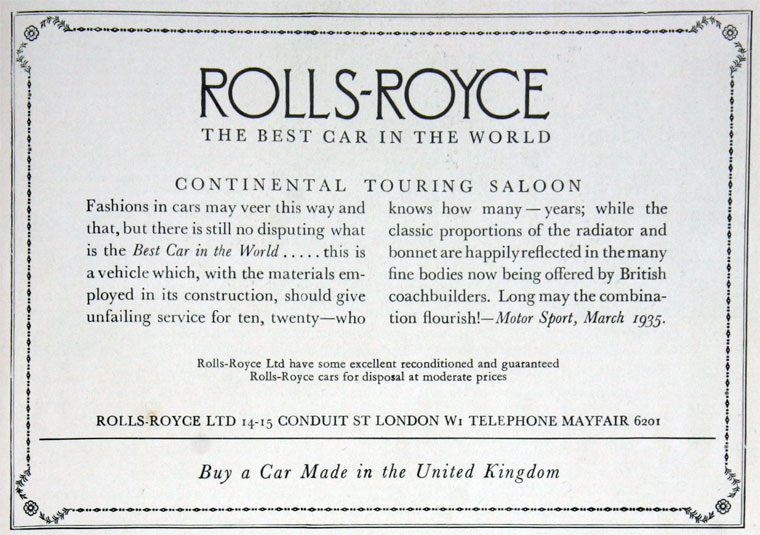 ROLLS-ROYCE
THE BEST CAR IN THE WORLD
CONTINENTAL TOURING SALOON
Fashions in cars may veer this way and
that, but there is still no disputing what
is the Best Car in the World ..... this is
a vehicle which, with the materials em-
ployed in its construction, should give
unfailing service for ten, twenty—who
knows how many—years; while the
classic proportions of the radiator and
bonnet are happily reflected in the many
fine bodies now being offered by British
coachbuilders. Long may the combina-
tion flourish!—Motor Sport, March 1935.
Rolls-Royce Ltd have some excellent reconditioned and guaranteed
Rolls-Royce cars for disposal at moderate prices
ROLLS-ROYCE LTD 14-15 CONDUIT ST LONDON W1 TELEPHONE MAYFAIR 6201
Buy a Car Made in the United Kingdom